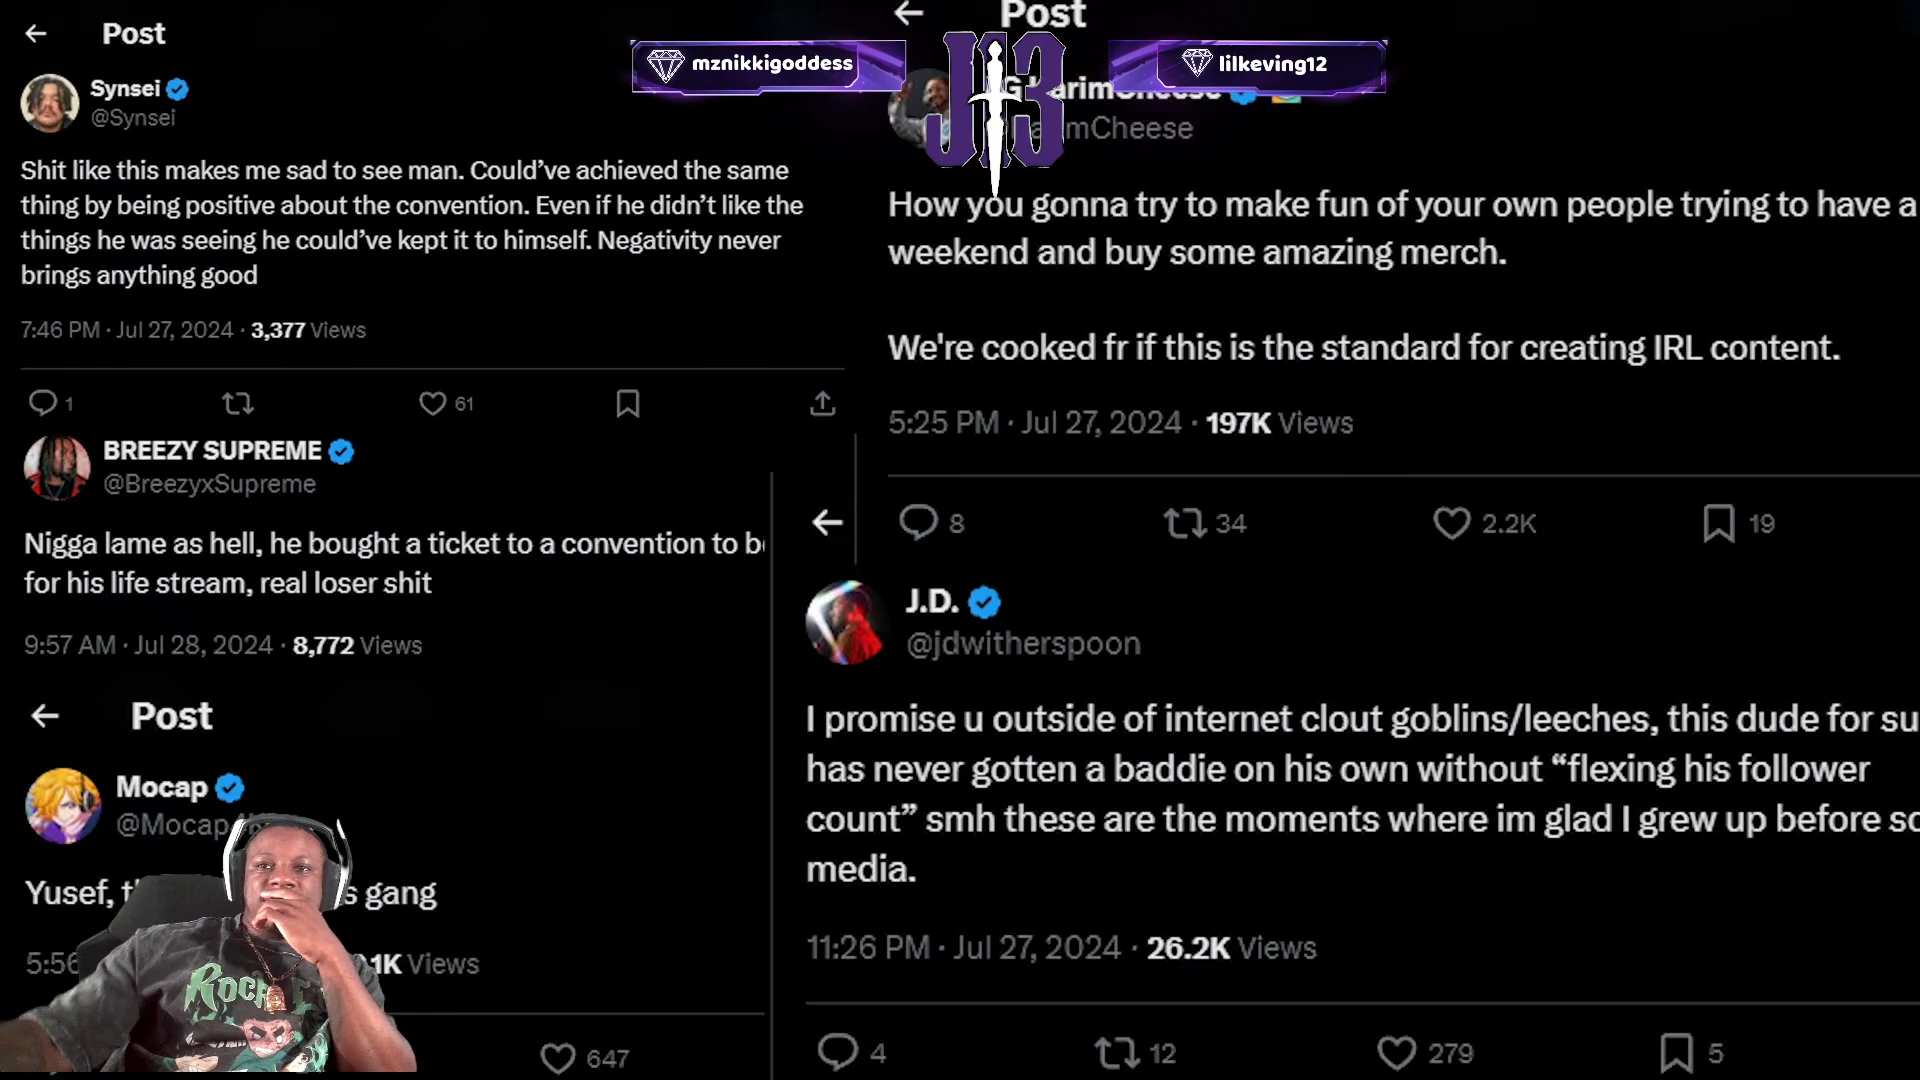 Post
Synsei
@Synsei
Shit like this makes me sad to see man. Could've achieved the same
thing by being positive about the convention. Even if he didn't like the
things he was seeing he could've kept it to himself. Negativity never
brings anything good
7:46 PM · Jul 27, 2024 · 3,377 Views
1
61
BREEZY SUPREME
@BreezyxSupreme
Nigga lame as hell, he bought a ticket to a convention to
for his life stream, real loser shit
9:57 AM · Jul 28, 2024 · 8,772 Views
Post
Mocap
Yusef, gang
Views
647
mznikkigoddess
J13
lilkeving12
Post
How you gonna try to make fun of your own people trying to have a
weekend and buy some amazing merch.
We're cooked fr if this is the standard for creating IRL content.
5:25 PM · Jul 27, 2024 · 197K Views
8 34 2.2K 19
J.D.
@jdwitherspoon
I promise u outside of internet clout goblins/leeches, this dude for
has never gotten a baddie on his own without “flexing his follower
count” smh these are the moments where im glad I grew up before
media.
11:26 PM · Jul 27, 2024 · 26.2K Views
4 12 279 5